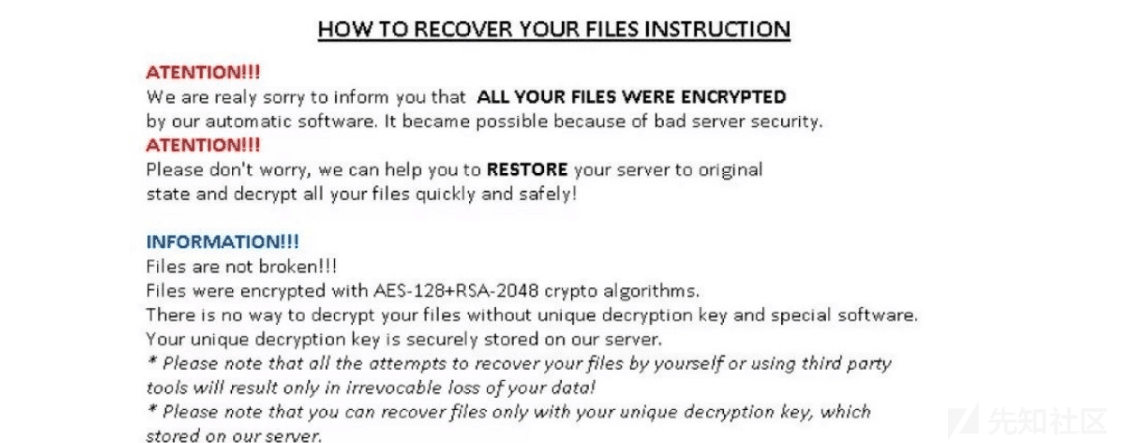 HOW TO RECOVER YOUR FILES INSTRUCTION
ATENTION!!!
We are realy sorry to inform you that ALL YOUR FILES WERE ENCRYPTED
by our automatic software. It became possible because of bad server security.
ATENTION!!!
Please don't worry, we can help you to RESTORE your server to original
state and decrypt all your files quickly and safely!
INFORMATION!!!
Files are not broken!!!
Files were encrypted with AES-128+RSA-2048 crypto algorithms.
There is no way to decrypt your files without unique decryption key and special software.
Your unique decryption key is securely stored on our server.
* Please note that all the attempts to recover your files by yourself or using third party
tools will result only in irrevocable loss of your data!
* Please note that you can recover files only with your unique decryption key, which
stored on our server.
先知社区